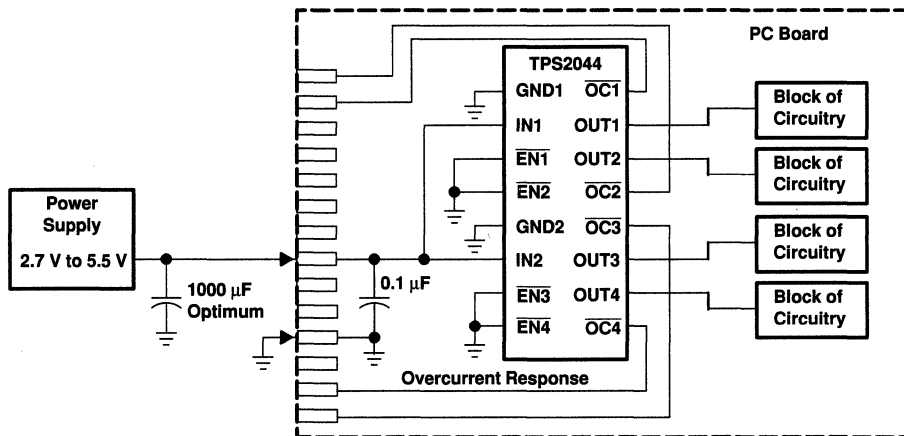 PC Board
TPS2044
GND1 OC1
IN1 OUT1
EN1 OUT2
EN2 OC2
GND2 OC3
IN2 OUT3
EN3 OUT4
EN4 OC4
Block of
Circuitry
Block of
Circuitry
Block of
Circuitry
Block of
Circuitry
Power
Supply
2.7 V to 5.5 V
1000 μF
Optimum
0.1 μF
Overcurrent Response